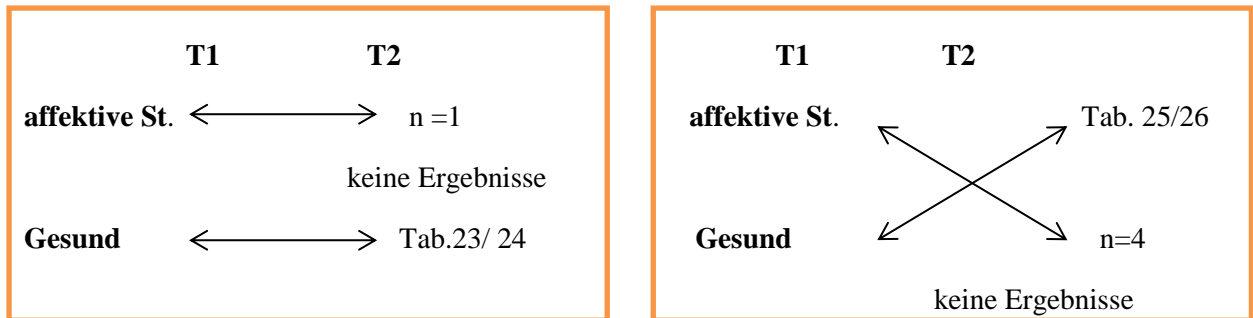 T1 T2
affektive St. n =1
keine Ergebnisse
Gesund Tab.23/ 24
T1 T2
affektive St. Tab. 25/26
Gesund n=4
keine Ergebnisse